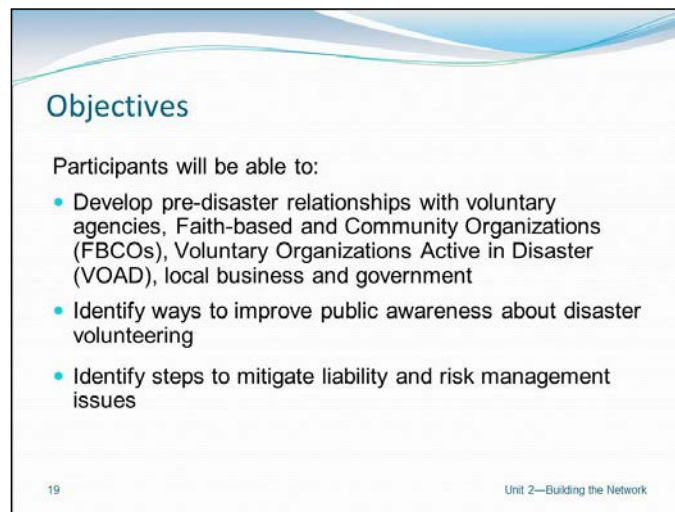 Objectives
Participants will be able to:
• Develop pre-disaster relationships with voluntary
agencies, Faith-based and Community Organizations
(FBCOs), Voluntary Organizations Active in Disaster
(VOAD), local business and government
• Identify ways to improve public awareness about disaster
volunteering
• Identify steps to mitigate liability and risk management
issues
19
Unit 2—Building the Network